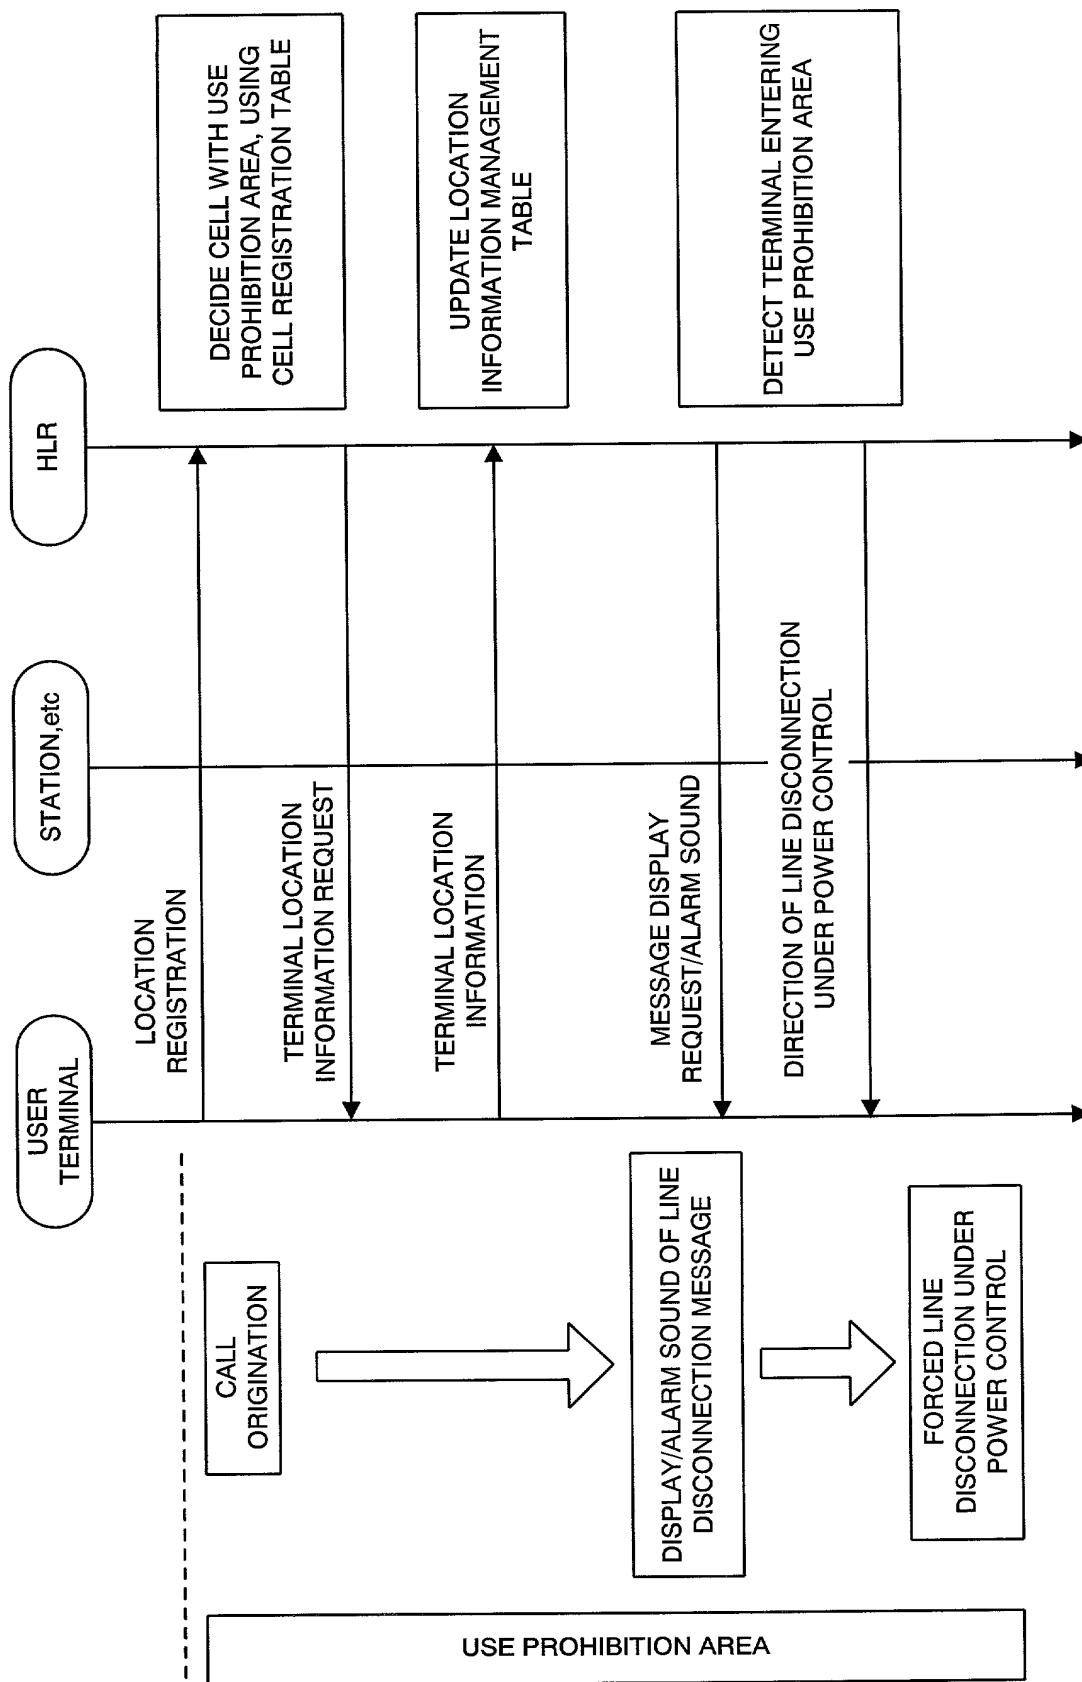 USER
TERMINAL
STATION,etc
HLR
LOCATION
REGISTRATION
DECIDE CELL WITH USE
PROHIBITION AREA, USING
CELL REGISTRATION TABLE
CALL
ORIGINATION
TERMINAL LOCATION
INFORMATION REQUEST
TERMINAL LOCATION
INFORMATION
UPDATE LOCATION
INFORMATION MANAGEMENT
TABLE
MESSAGE DISPLAY
REQUEST/ALARM SOUND
DETECT TERMINAL ENTERING
USE PROHIBITION AREA
DISPLAY/ALARM SOUND OF LINE
DISCONNECTION MESSAGE
DIRECTION OF LINE DISCONNECTION
UNDER POWER CONTROL
FORCED LINE
DISCONNECTION UNDER
POWER CONTROL
USE PROHIBITION AREA